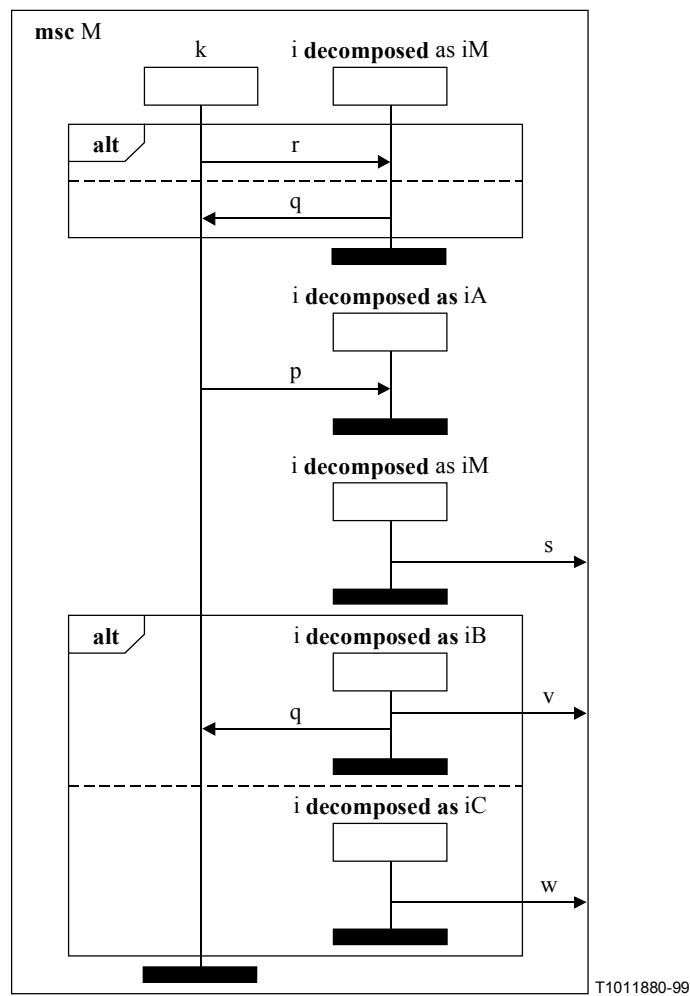 msc M
k
i decomposed as iM
alt
r
q
i decomposed as iA
p
i decomposed as iM
s
alt
i decomposed as iB
v
q
i decomposed as iC
w
T1011880-99